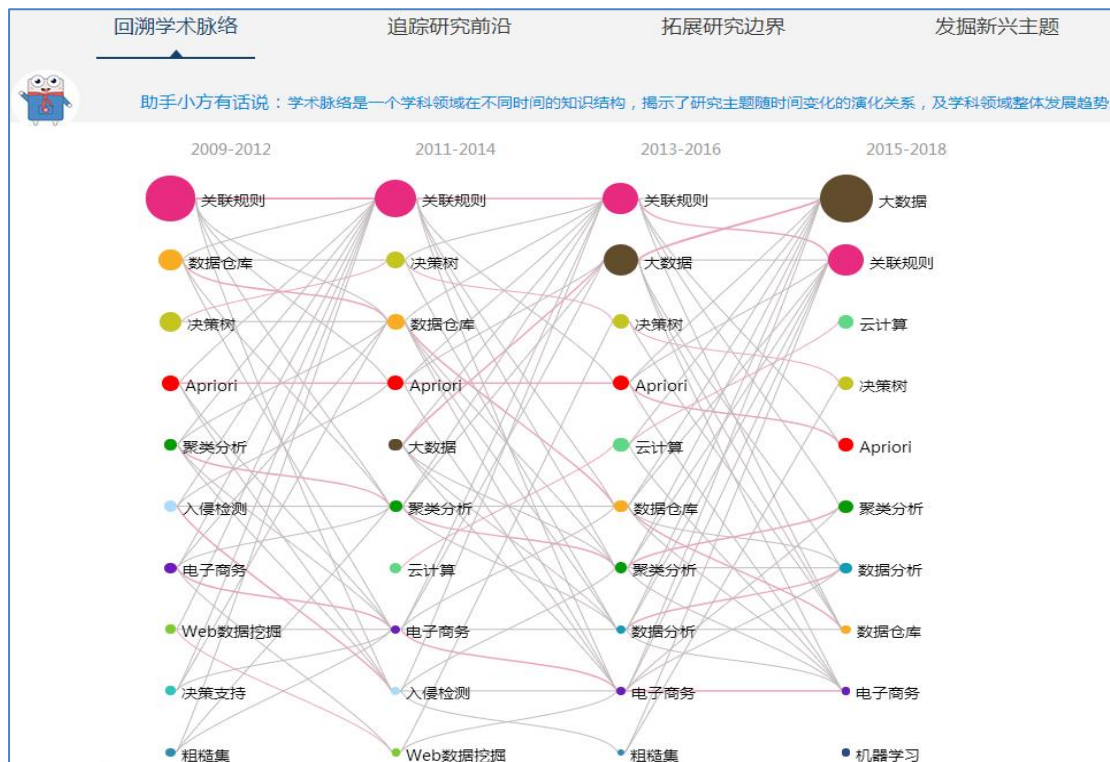 回溯学术脉络 追踪研究前沿 拓展研究边界 发掘新兴主题
助手小方有话说：学术脉络是一个学科领域在不同时间的知识结构，揭示了研究主题随时间变化的演化关系，及学科领域整体发展趋势
2009-2012 2011-2014 2013-2016 2015-2018
关联规则 关联规则 关联规则 大数据
数据仓库 决策树 大数据 关联规则
决策树 数据仓库 决策树 云计算
Apriori Apriori Apriori 决策树
聚类分析 大数据 云计算 Apriori
入侵检测 聚类分析 数据仓库 聚类分析
电子商务 云计算 聚类分析 数据分析
Web数据挖掘 电子商务 数据分析 数据仓库
决策支持 入侵检测 电子商务 电子商务
粗糙集 Web数据挖掘 粗糙集 机器学习